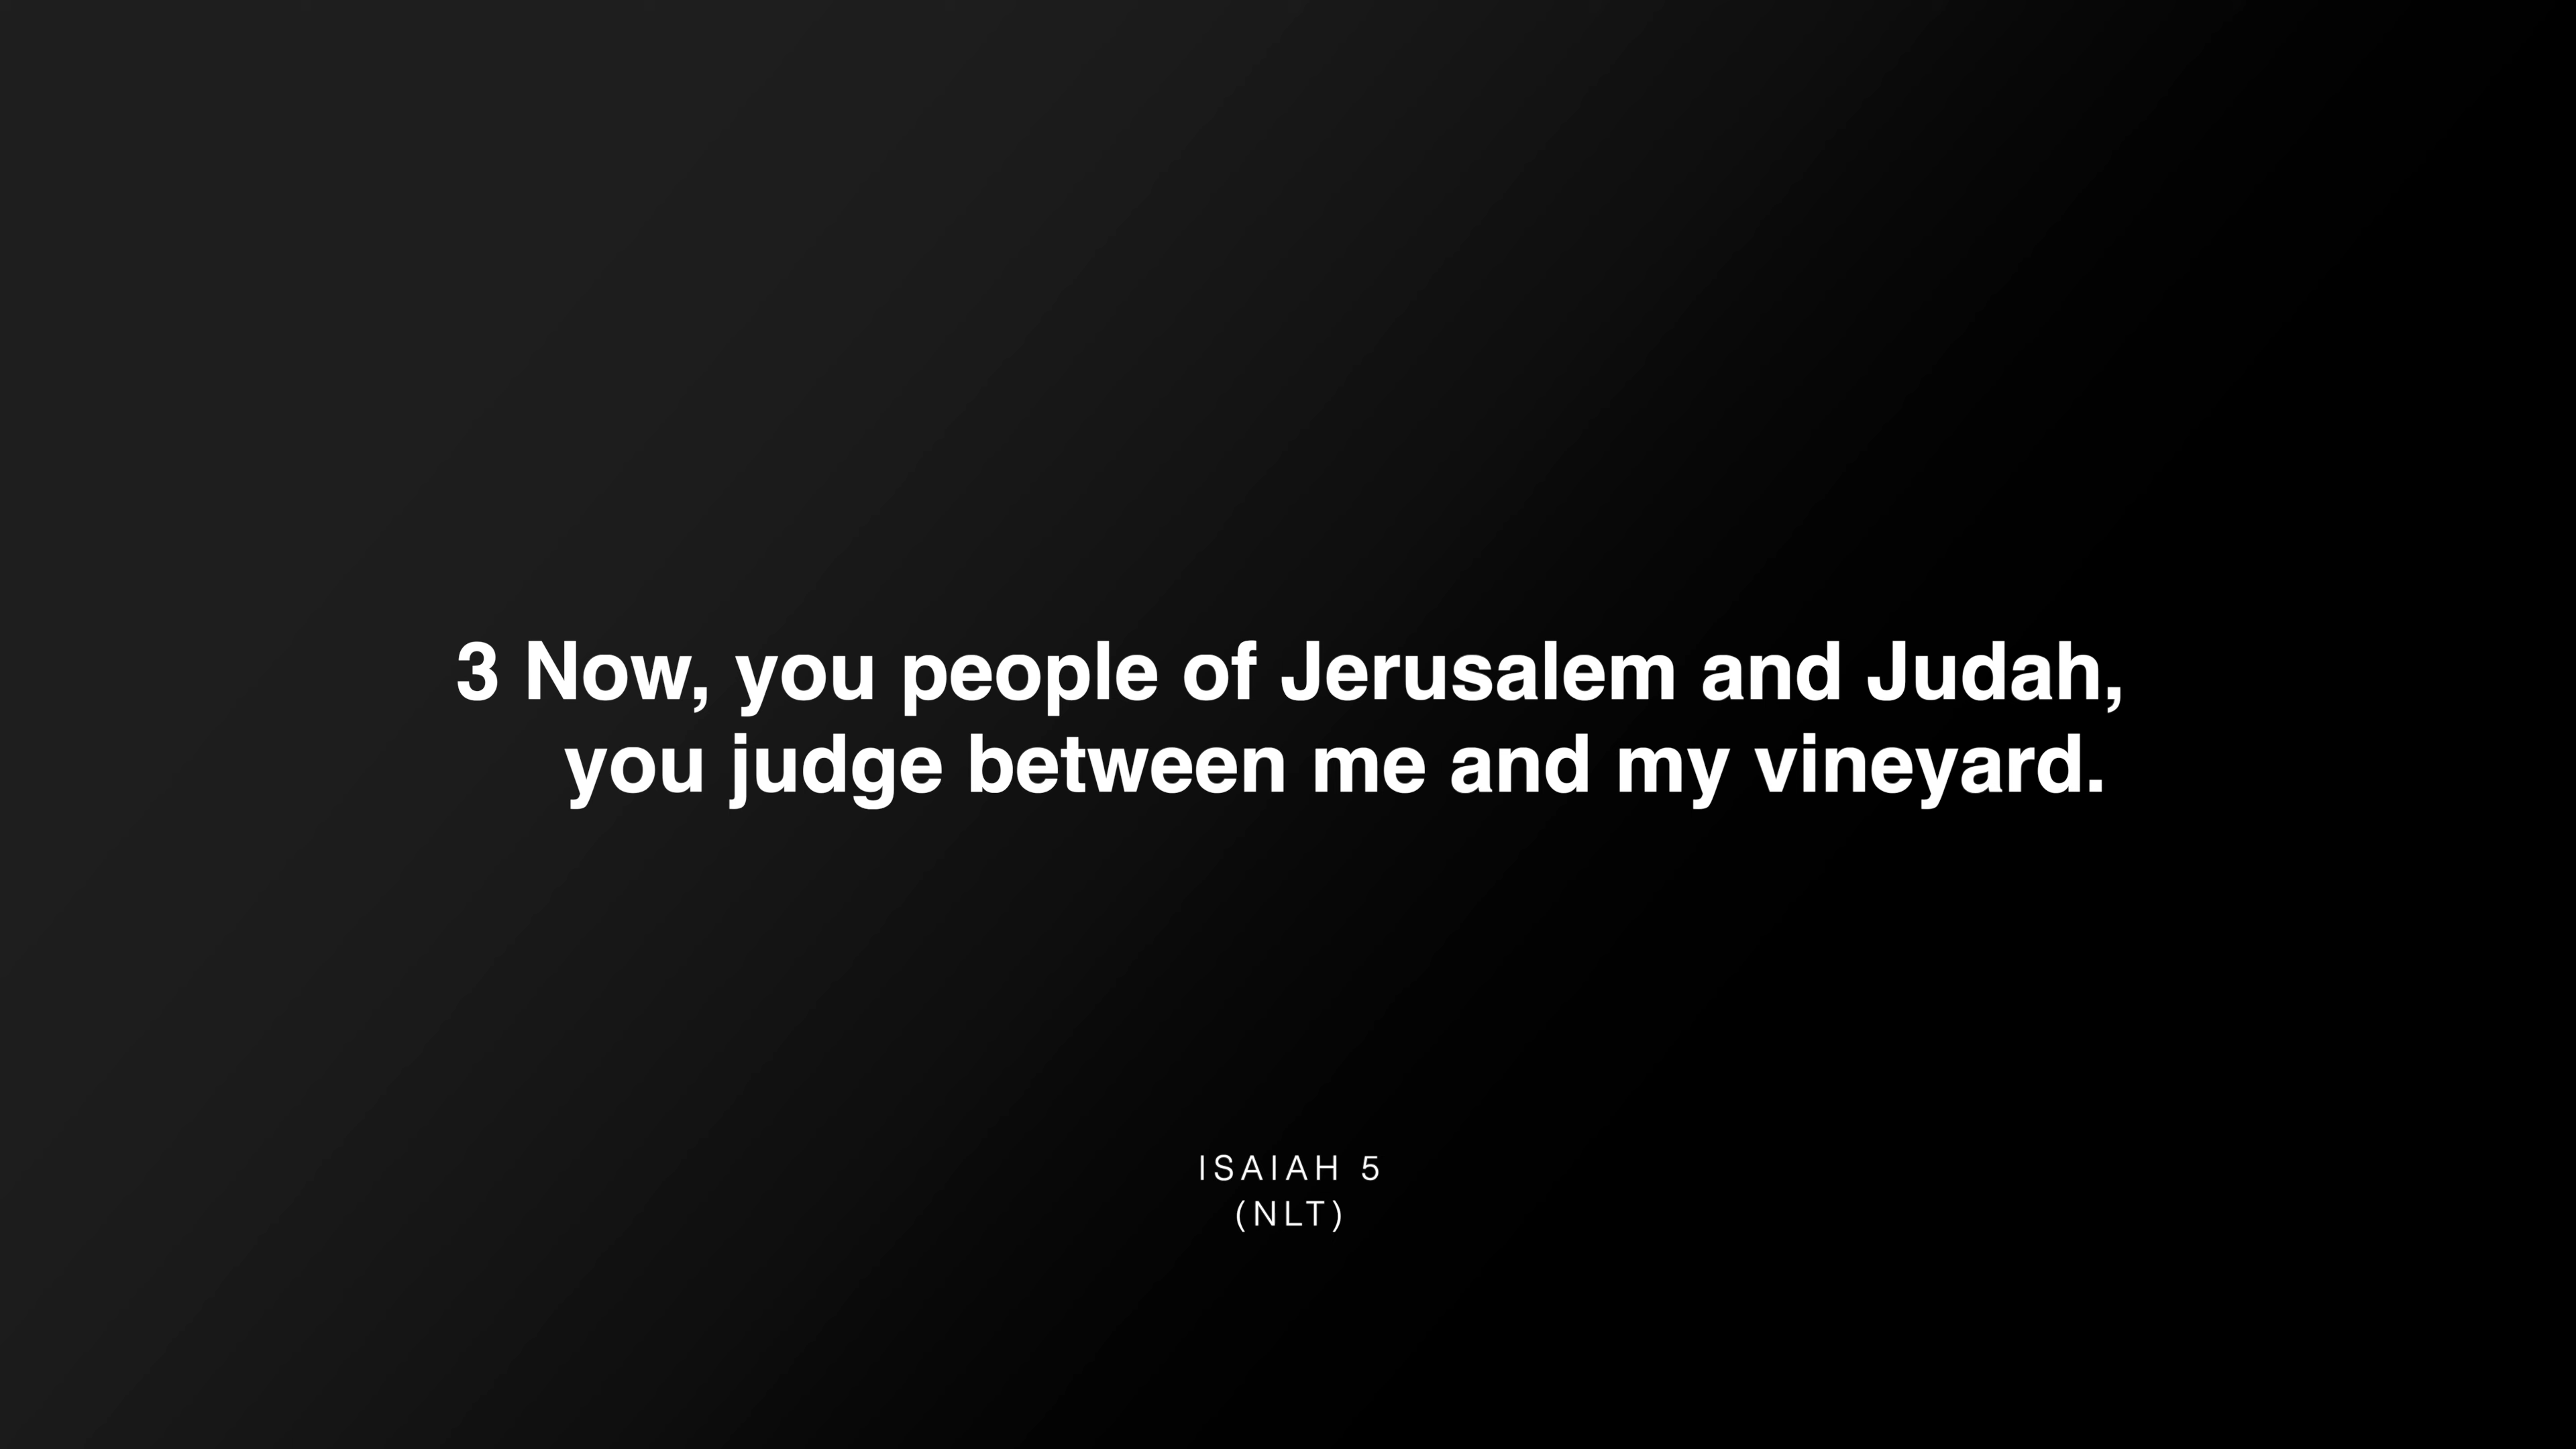 3 Now, you people of Jerusalem and Judah,
you judge between me and my vineyard.
ISAIAH 5
(NLT)